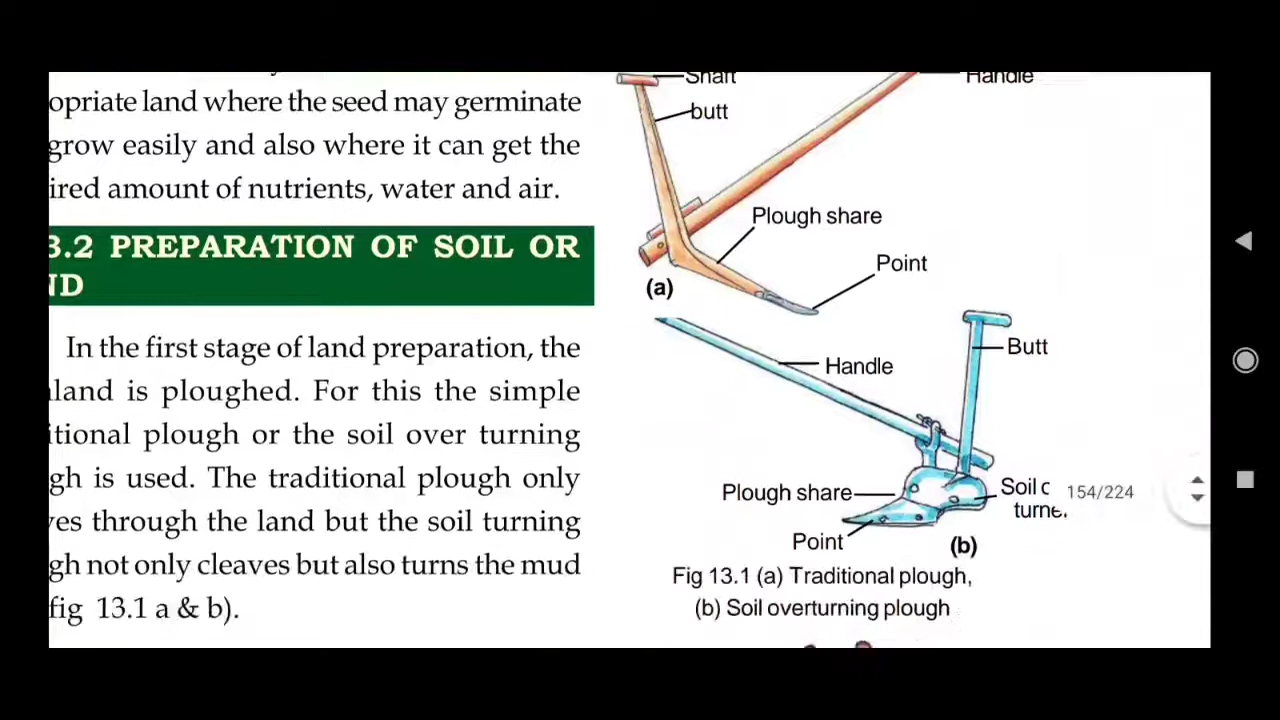 opriate land where the seed may germinate
grow easily and also where it can get the
ired amount of nutrients, water and air.
3.2 PREPARATION OF SOIL OR
ND
In the first stage of land preparation, the
land is ploughed. For this the simple
itional plough or the soil over turning
gh is used. The traditional plough only
ves through the land but the soil turning
gh not only cleaves but also turns the mud
fig 13.1 a & b).
Shaft
Handle
butt
Plough share
Point
(a)
Butt
Handle
Plough share
Soil
154/224
turne
Point
(b)
Fig 13.1 (a) Traditional plough,
(b) Soil overturning plough